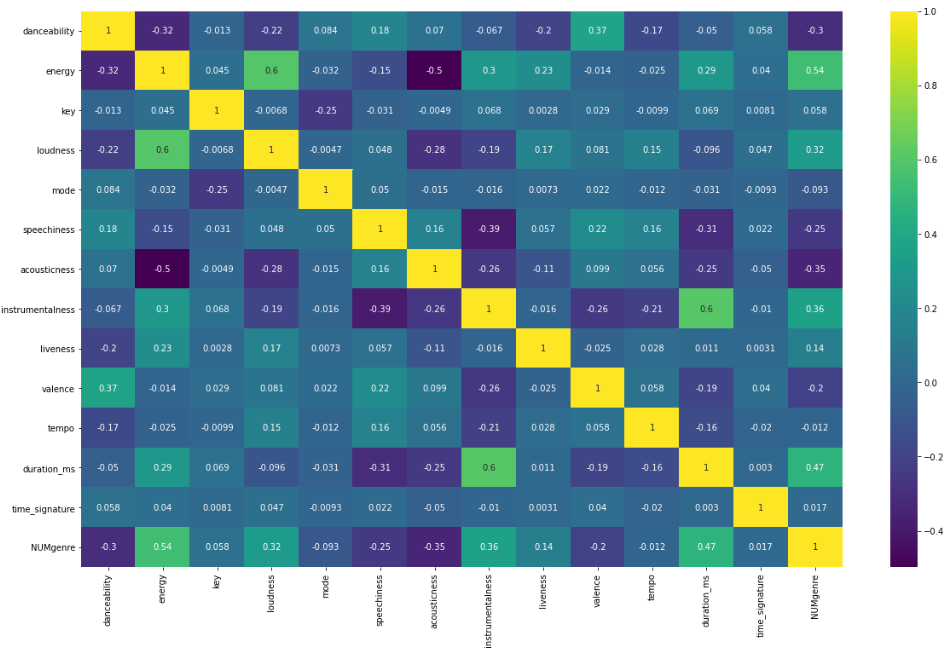 danceability 1 -0.32 -0.013 -0.22 0.084 0.18 0.07 -0.067 -0.2 0.37 -0.17 -0.05 0.058 -0.3
energy -0.32 1 0.045 0.6 -0.032 -0.15 -0.5 0.3 0.23 -0.014 -0.025 0.29 0.04 0.54
key -0.013 0.045 1 -0.0068 -0.25 -0.031 -0.0049 0.068 0.0028 0.029 -0.0099 0.069 0.0081 0.058
loudness -0.22 0.6 -0.0068 1 -0.0047 0.048 -0.28 -0.19 0.17 0.081 0.15 -0.096 0.047 0.32
mode 0.084 -0.032 -0.25 -0.0047 1 0.05 -0.015 -0.016 0.0073 0.022 -0.012 -0.031 -0.0093 -0.093
speechiness 0.18 -0.15 -0.031 0.048 0.05 1 0.16 -0.39 0.057 0.22 0.16 -0.31 0.022 -0.25
acousticness 0.07 -0.5 -0.0049 -0.28 -0.015 0.16 1 -0.26 -0.11 0.099 0.056 -0.25 -0.05 -0.35
instrumentalness -0.067 0.3 0.068 -0.19 -0.016 -0.39 -0.26 1 -0.016 -0.26 -0.21 0.6 -0.01 0.36
liveness -0.2 0.23 0.0028 0.17 0.0073 0.057 -0.11 -0.016 1 -0.025 0.028 0.011 0.0031 0.14
valence 0.37 -0.014 0.029 0.081 0.022 0.22 0.099 -0.26 -0.025 1 0.058 -0.19 0.04 -0.2
tempo -0.17 -0.025 -0.0099 0.15 -0.012 0.16 0.056 -0.21 0.028 0.058 1 -0.16 -0.02 -0.012
duration_ms -0.05 0.29 0.069 -0.096 -0.031 -0.31 -0.25 0.6 0.011 -0.19 -0.16 1 0.003 0.47
time_signature 0.058 0.04 0.0081 0.047 -0.0093 0.022 -0.05 -0.01 0.0031 0.04 -0.02 0.003 1 0.017
NUMgenre -0.3 0.54 0.058 0.32 -0.093 -0.25 -0.35 0.36 0.14 -0.2 -0.012 0.47 0.017 1
danceability
energy
key
loudness
mode
speechiness
acousticness
instrumentalness
liveness
valence
tempo
duration_ms
time_signature
NUMgenre
1.0
0.8
0.6
0.4
0.2
0.0
−0.2
−0.4